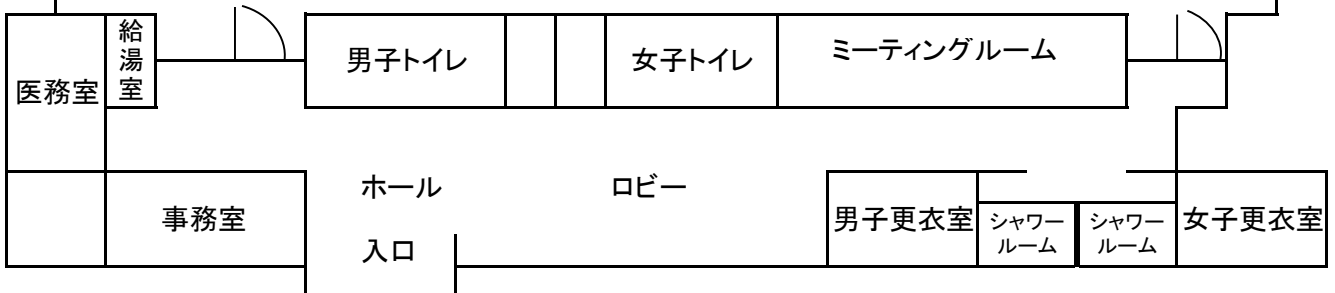 給湯室
男子トイレ
女子トイレ
ミーティングルーム
医務室
ホール
ロビー
事務室
入口
男子更衣室
シャワー
ルーム
シャワー
ルーム
女子更衣室